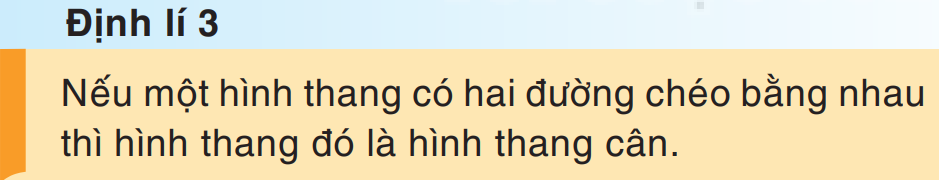 Định lí 3
Nếu một hình thang có hai đường chéo bằng nhau
thì hình thang đó là hình thang cân.